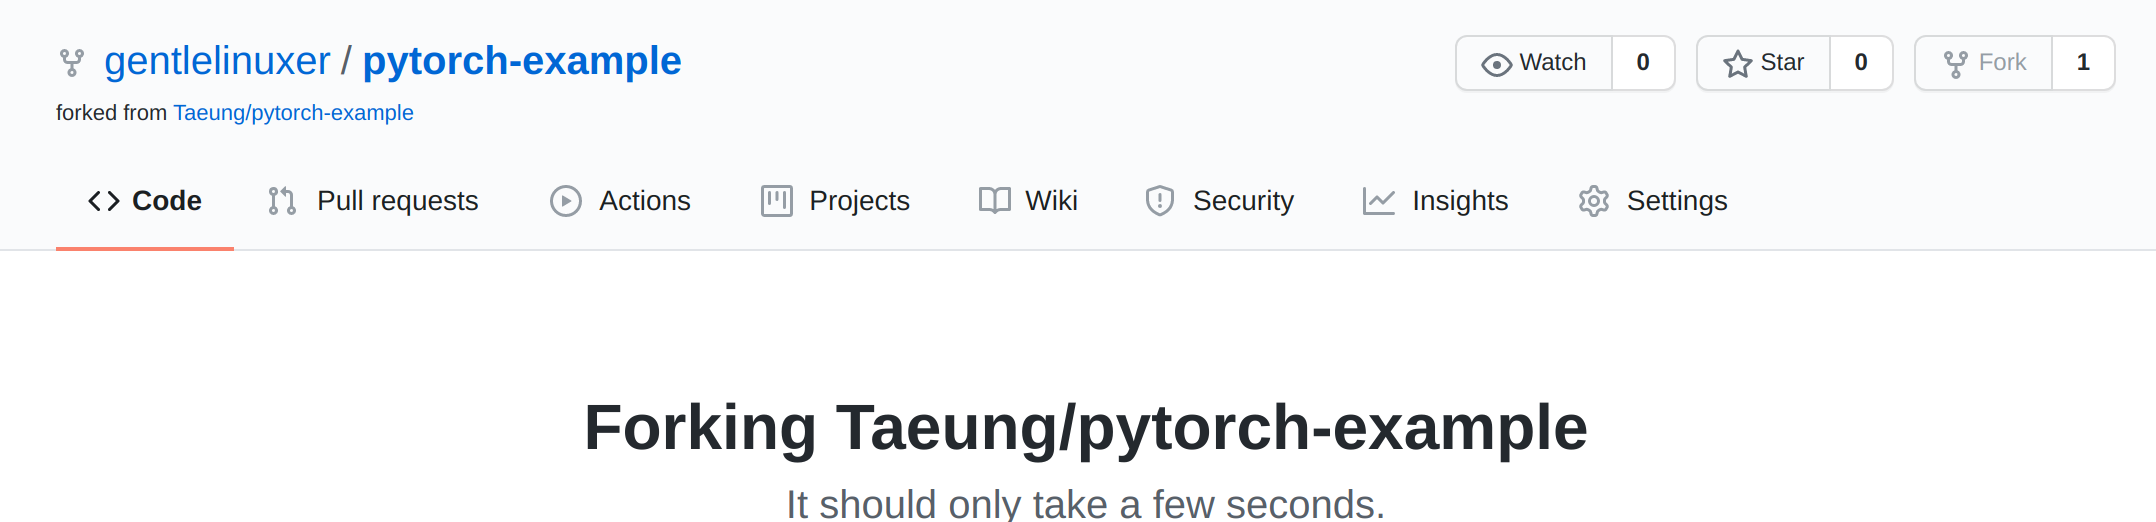 gentlelinuxer / pytorch-example
Watch 0 Star 0 Fork 1
forked from Taeung/pytorch-example
Code Pull requests Actions Projects Wiki Security Insights Settings
Forking Taeung/pytorch-example
It should only take a few seconds.